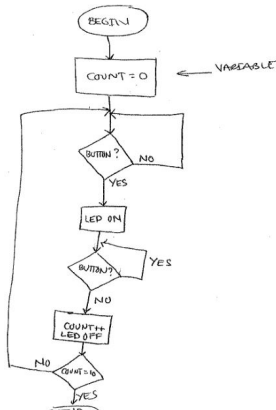 BEGIN
COUNT = 0
VARIABLE
BUTTON?
NO
YES
LED ON
BUTTON?
YES
NO
COUNT++
LED OFF
COUNT=10
NO
YES